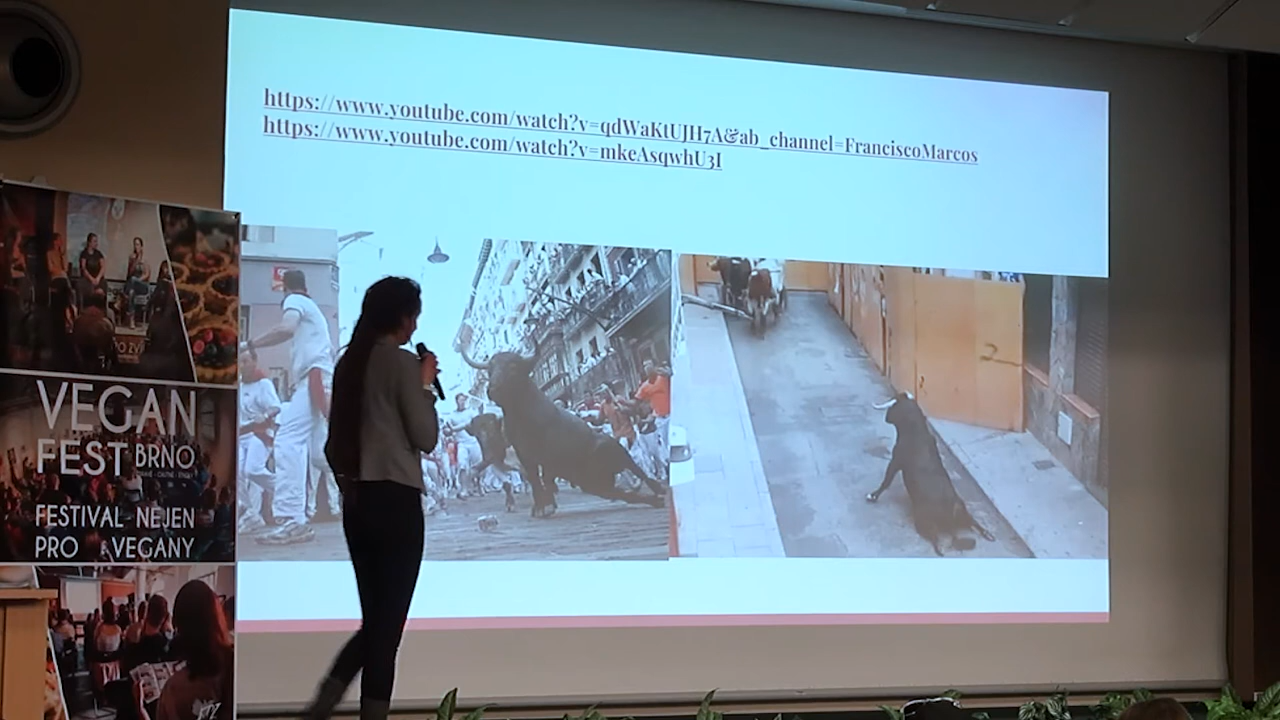 https://www.youtube.com/watch?v=qdWaKtUJH7A&ab_channel=FranciscoMarcos
https://www.youtube.com/watch?v=mkeAsqwhU3I
VEGAN
FEST BRNO
FESTIVAL NEJEN
PRO VEGANY